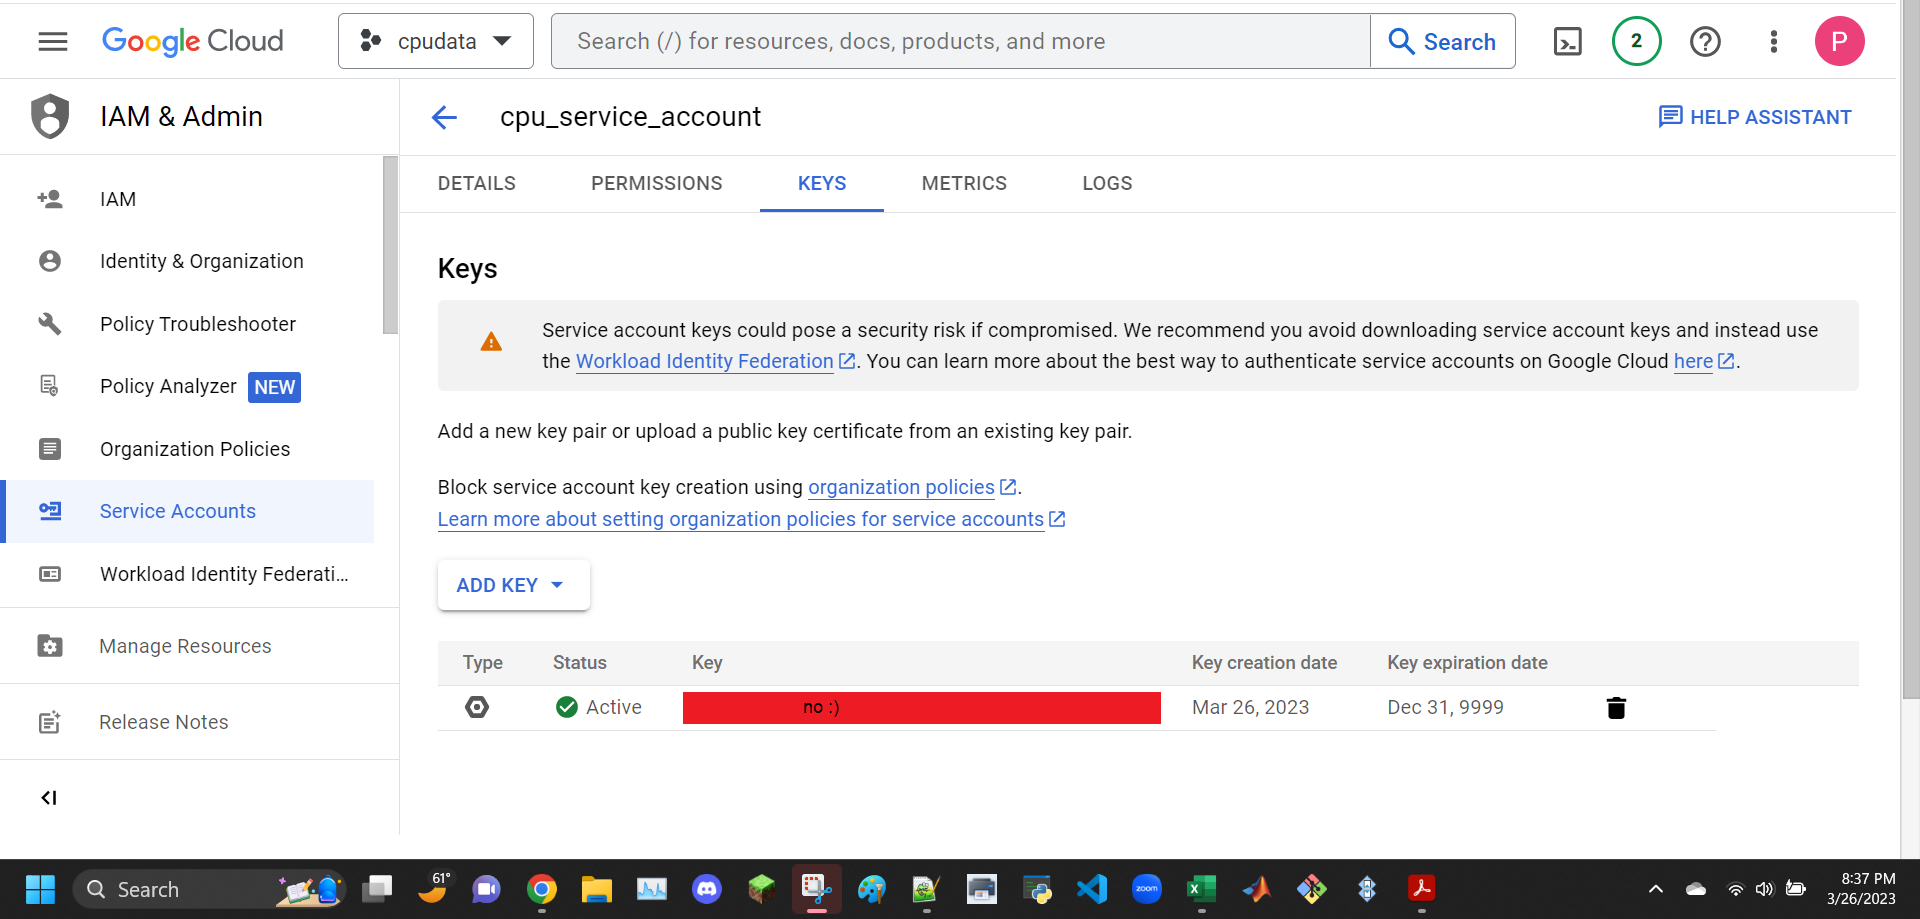 Google Cloud
cpudata
Search (/) for resources, docs, products, and more
Search
2
P
IAM & Admin
cpu_service_account
HELP ASSISTANT
IAM
Identity & Organization
Policy Troubleshooter
Policy Analyzer NEW
Organization Policies
Service Accounts
Workload Identity Federati...
Manage Resources
Release Notes
DETAILS
PERMISSIONS
KEYS
METRICS
LOGS
Keys
Service account keys could pose a security risk if compromised. We recommend you avoid downloading service account keys and instead use
the Workload Identity Federation. You can learn more about the best way to authenticate service accounts on Google Cloud here.
Add a new key pair or upload a public key certificate from an existing key pair.
Block service account key creation using organization policies.
Learn more about setting organization policies for service accounts
ADD KEY
Type Status Key Key creation date Key expiration date
Active no :) Mar 26, 2023 Dec 31, 9999
Search
61°
zoom
8:37 PM
3/26/2023